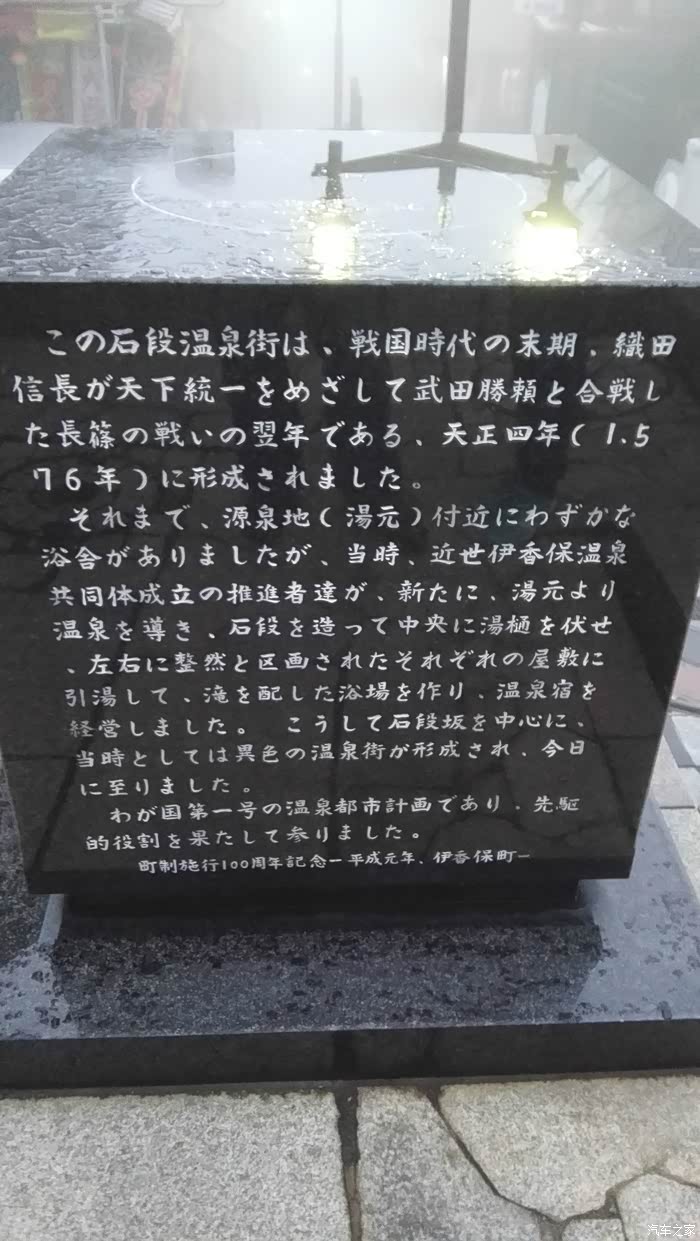 この石段温泉街は、戦国時代の末期、織田
信長が天下統一をめざして武田勝頼と合戦し
た長篠の戦いの翌年である、天正四年(1.5
76年)に形成されました。
それまで、源泉地(湯元)付近にわずかな
浴舎がありましたが、当時、近世伊香保温泉
共同体成立の推進者達が、新たに、湯元より
温泉を導き、石段を造って中央に湯樋を伏せ
、左右に整然と区画されたそれぞれの屋敷に
引湯して、滝を配した浴場を作り、温泉宿を
経営しました。 こうして石段坂を中心に、
当時としては異色の温泉街が形成され、今日
に至りました。
わが国第一号の温泉都市計画であり、先駆
的役割を果たして参りました。
町制施行100周年記念ー平成元年、伊香保町ー
汽车之家